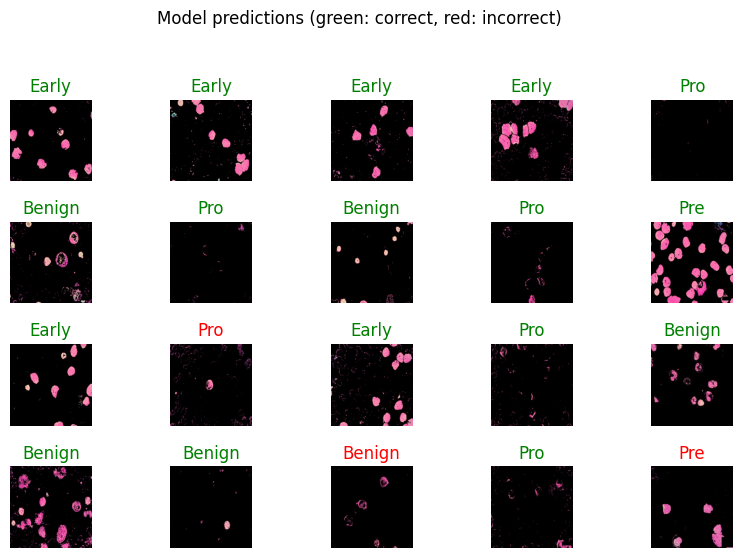 Model predictions (green: correct, red: incorrect)
Early Early Early Early Pro
Benign Pro Benign Pro Pre
Early Pro Early Pro Benign
Benign Benign Benign Pro Pre